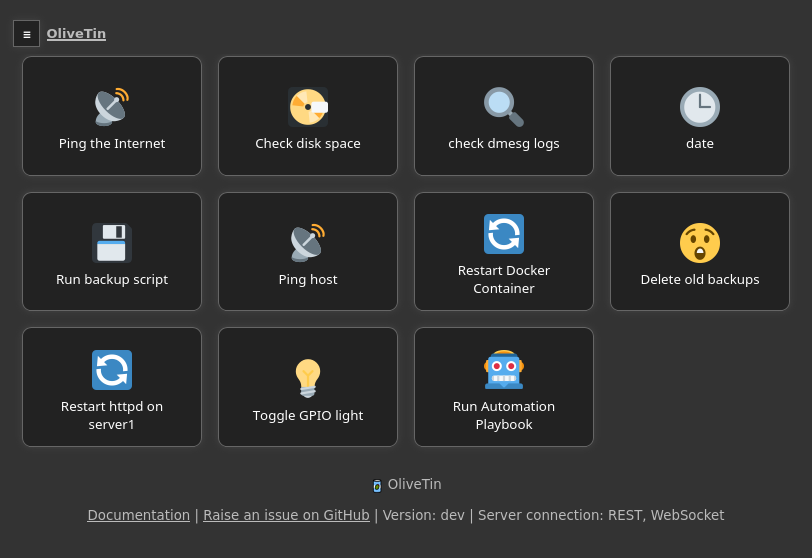 ≡ OliveTin
Ping the Internet
Check disk space
check dmesg logs
date
Run backup script
Ping host
Restart Docker
Container
Delete old backups
Restart httpd on
server1
Toggle GPIO light
Run Automation
Playbook
OliveTin
Documentation | Raise an issue on GitHub | Version: dev | Server connection: REST, WebSocket